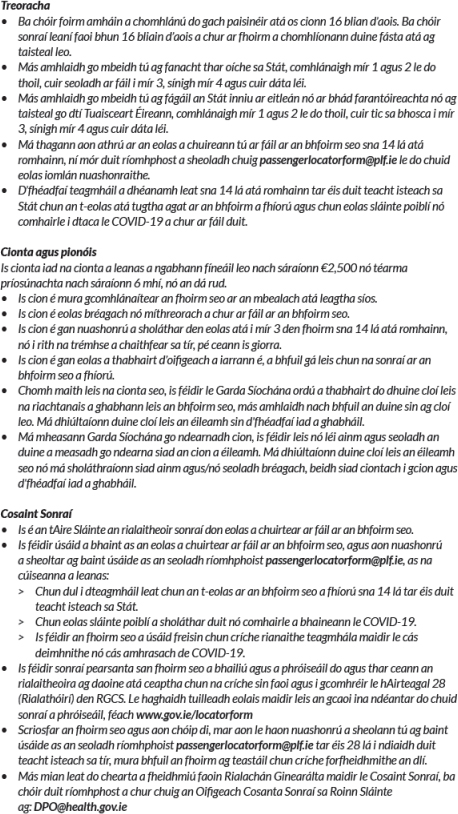 Treoracha
• Ba chóir foirm amháin a chomhlánú do gach paisinéir atá os cionn 16 blian d'aois. Ba chóir
sonraí leaní faoi bhun 16 bliain d'aois a chur ar fhoirm a chomhlíonann duine fásta atá ag
taisteal leo.
• Más amhlaidh go mbeidh tú ag fanacht thar oíche sa Stát, comhlánaigh mír 1 agus 2 le do
thoil, cuir seoladh ar fáil i mír 3, sínigh mír 4 agus cuir dáta léi.
• Más amhlaidh go mbeidh tú ag fágáil an Stát inniu ar eitleán nó ar bhád farantóireachta nó ag
taisteal go dtí Tuaisceart Éireann, comhlánaigh mír 1 agus 2 le do thoil, cuir tic sa bhosca i mír
3, sínigh mír 4 agus cuir dáta léi.
• Má thagann aon athrú ar an eolas a chuireann tú ar fáil ar an bhfoirm seo sna 14 lá atá
romhainn, ní mór duit ríomhphost a sheoladh chuig passengerlocatorform@plf.ie le do chuid
eolas iomlán nuashonraithe.
• D'fhéadfaí teagmháil a dhéanamh leat sna 14 lá atá romhainn tar éis duit teacht isteach sa
Stát chun an t-eolas atá tugtha agat ar an bhfoirm a fhíorú agus chun eolas sláinte poiblí nó
comhairle i dtaca le COVID-19 a chur ar fáil duit.
Cionta agus pionóis
Is cionta iad na cionta a leanas a ngabhann fíneáil leo nach sáraíonn €2,500 nó téarma
príosúnachta nach sáraíonn 6 mhí, nó an dá rud.
• Is cion é mura gcomhlánaítear an fhoirm seo ar an mbealach atá leagtha síos.
• Is cion é eolas bréagach nó míthreorach a chur ar fáil ar an bhfoirm seo.
• Is cion é gan nuashonrú a sholáthar den eolas atá i mír 3 den fhoirm sna 14 lá atá romhainn,
nó i rith na trémhse a chaithfear sa tír, pé ceann is giorra.
• Is cion é gan eolas a thabhairt d'oifigeach a iarrann é, a bhfuil gá leis chun na sonraí ar an
bhfoirm seo a fhíorú.
• Chomh maith leis na cionta seo, is féidir le Garda Síochána ordú a thabhairt do dhuine cloí leis
na riachtanais a ghabhann leis an bhfoirm seo, más amhlaidh nach bhfuil an duine sin ag cloí
leo. Má dhiúltaíonn duine cloí leis an éileamh sin d'fhéadfaí iad a ghabháil.
• Má mheasann Garda Síochána go ndearnadh cion, is féidir leis nó léi ainm agus seoladh an
duine a measadh go ndearna siad an cion a éileamh. Má dhiúltaíonn duine cloí leis an éileamh
seo nó má sholáthraíonn siad ainm agus/nó seoladh bréagach, beidh siad ciontach i gcion agus
d'fhéadfaí iad a ghabháil.
Cosaint Sonraí
• Is é an tAire Sláinte an rialaitheoir sonraí don eolas a chuirtear ar fáil ar an bhfoirm seo.
• Is féidir úsáid a bhaint as an eolas a chuirtear ar fáil ar an bhfoirm seo, agus aon nuashonrú
a sheoltar ag baint úsáide as an seoladh ríomhphoist passengerlocatorform@plf.ie, as na
cúiseanna a leanas:
> Chun dul i dteagmháil leat chun an t-eolas ar an bhfoirm seo a fhíorú sna 14 lá tar éis duit
teacht isteach sa Stát.
> Chun eolas sláinte poiblí a sholáthar duit nó comhairle a bhaineann le COVID-19.
> Is féidir an fhoirm seo a úsáid freisin chun críche rianaithe teagmhála maidir le cás
deimhnithe nó cás amhrasach de COVID-19.
• Is féidir sonraí pearsanta san fhoirm seo a bhailiú agus a phróiseáil do agus thar ceann an
rialaitheoira ag daoine atá ceaptha chun na críche sin faoi agus i gcomhréir le hAirteagal 28
(Rialathóirí) den RGCS. Le haghaidh tuilleadh eolais maidir leis an gcaoi ina ndéantar do chuid
sonraí a phróiseáil, féach www.gov.ie/locatorform
• Scriosfar an fhoirm seo agus aon chóip di, mar aon le haon nuashonrú a sheolann tú ag baint
úsáide as an seoladh ríomhphoist passengerlocatorform@plf.ie tar éis 28 lá i ndiaidh duit
teacht isteach sa tír, mura bhfuil an fhoirm ag teastáil chun críche forfheidhmithe an dlí.
• Más mian leat do chearta a fheidhmiú faoin Rialachán Ginearálta maidir le Cosaint Sonraí, ba
chóir duit ríomhphost a chur chuig an Oifigeach Cosanta Sonraí sa Roinn Sláinte
ag: DPO@health.gov.ie